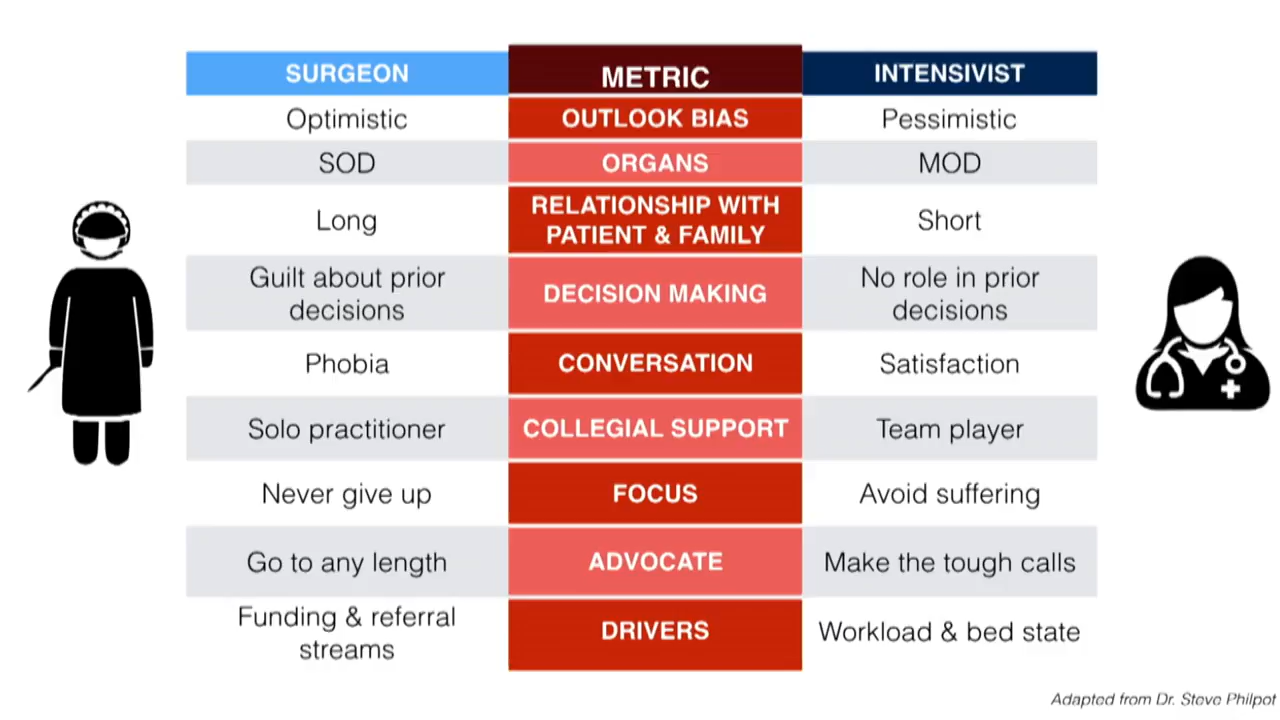 SURGEON METRIC INTENSIVIST
Optimistic OUTLOOK BIAS Pessimistic
SOD ORGANS MOD
Long RELATIONSHIP WITH PATIENT & FAMILY Short
Guilt about prior decisions DECISION MAKING No role in prior decisions
Phobia CONVERSATION Satisfaction
Solo practitioner COLLEGIAL SUPPORT Team player
Never give up FOCUS Avoid suffering
Go to any length ADVOCATE Make the tough calls
Funding & referral streams DRIVERS Workload & bed state
Adapted from Dr. Steve Philpot